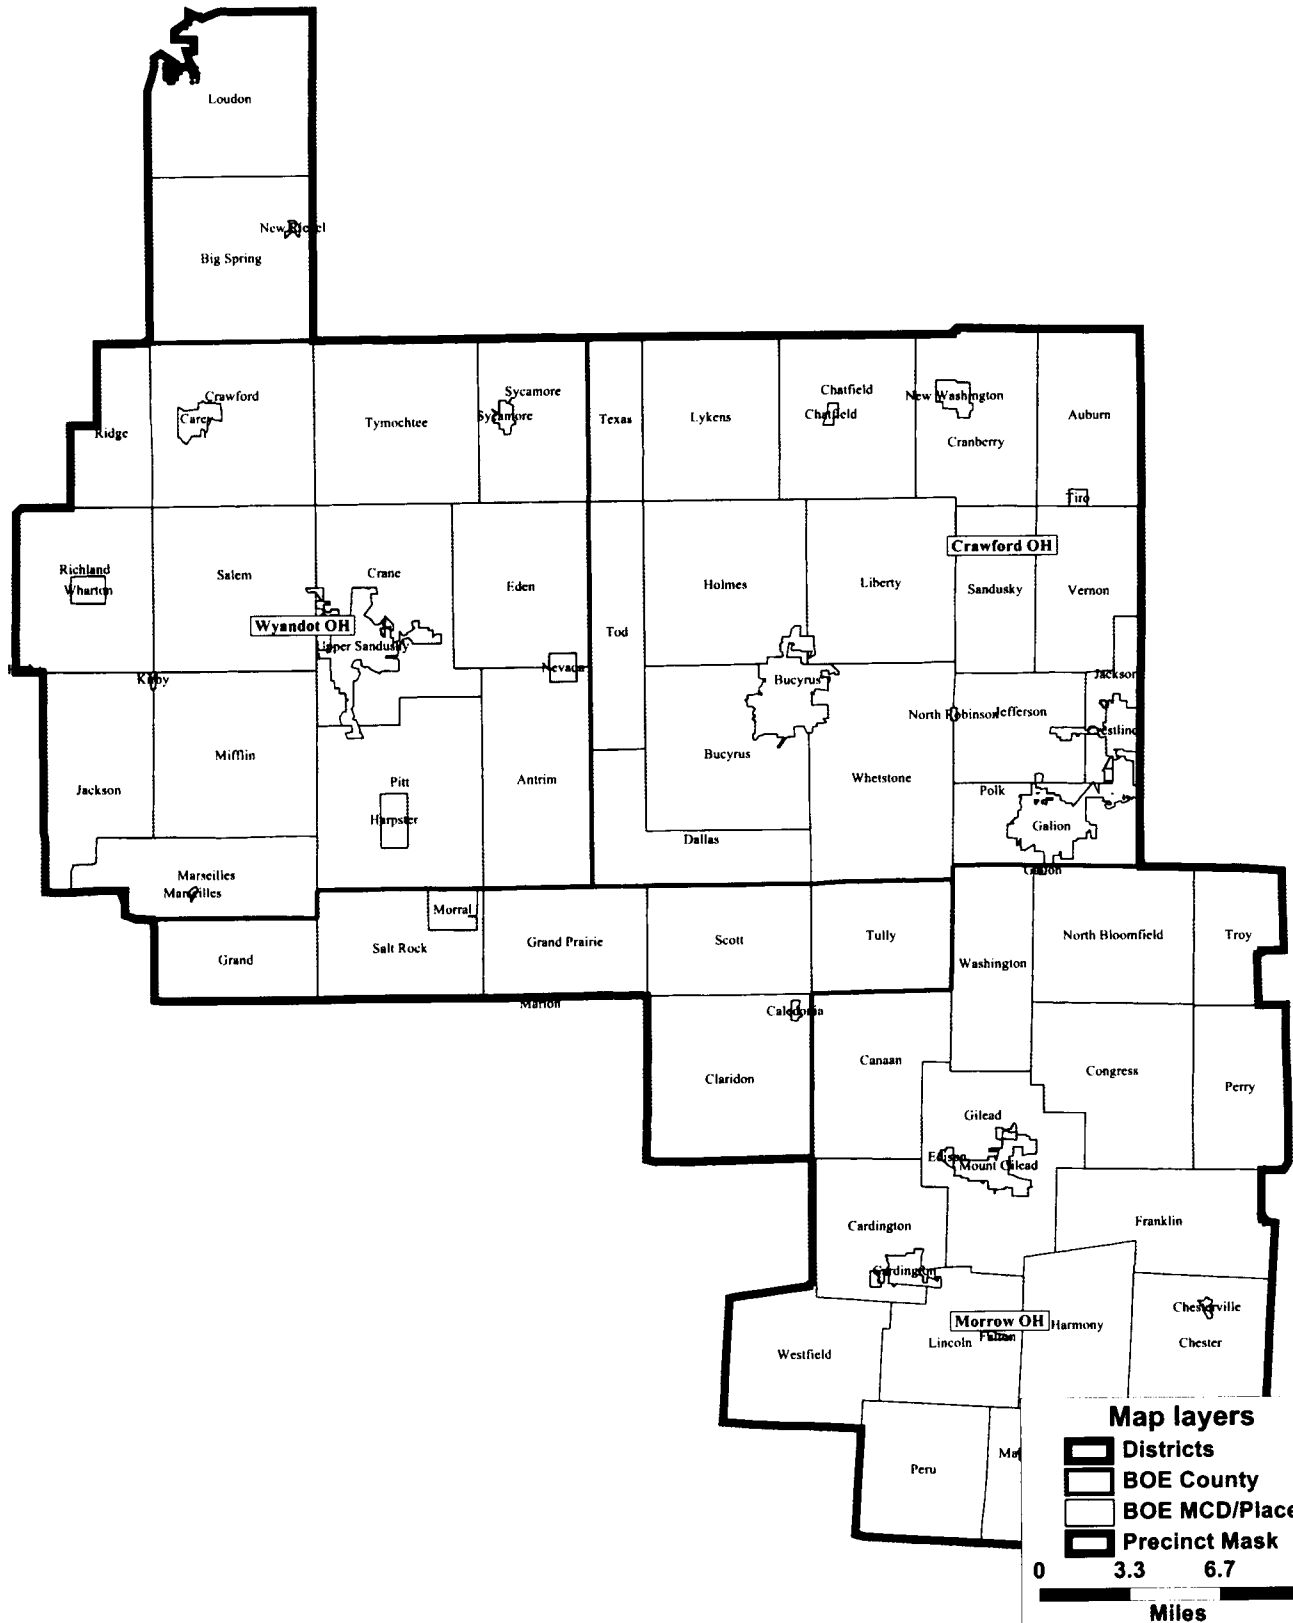 Loudon
New Riegel
Big Spring
Crawford
Carey
Ridge
Tymochtee
Sycamore
Sycamore
Texas
Lykens
Chatfield
Chatfield
New Washington
Cranberry
Auburn
Tiro
Richland
Wharton
Salem
Crane
Eden
Holmes
Liberty
Crawford OH
Sandusky
Vernon
Wyandot OH
Upper Sandusky
Tod
Kirby
Nevada
Bucyrus
Jackson
North Robinson
Jefferson
Mifflin
Bucyrus
Whetstone
Jackson
Pitt
Antrim
Polk
Harpster
Galion
Dallas
Galion
Marseilles
Marseilles
Morral
Grand
Salt Rock
Grand Prairie
Scott
Tully
Washington
North Bloomfield
Troy
Marion
Caledonia
Claridon
Canaan
Congress
Perry
Gilead
Edison
Mount Gilead
Cardington
Cardington
Franklin
Chesterville
Morrow OH
Harmony
Lincoln
Fulton
Chester
Westfield
Peru
Ma
Map layers
Districts
BOE County
BOE MCD/Place
Precinct Mask
0 3.3 6.7
Miles